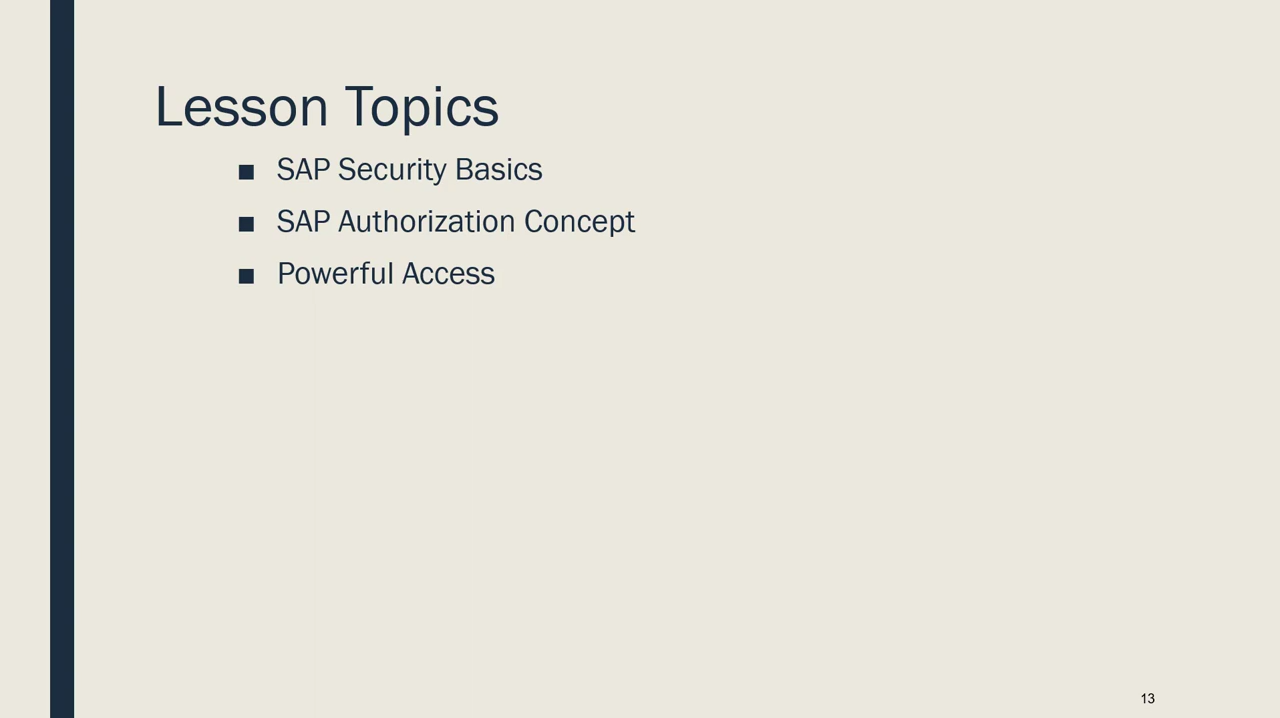 Lesson Topics
■ SAP Security Basics
■ SAP Authorization Concept
■ Powerful Access
13